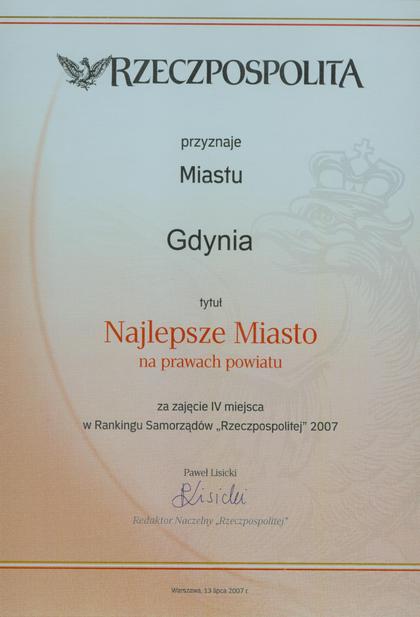 RZECZPOSPOLITA
przyznaje
Miastu
Gdynia
tytuł
Najlepsze Miasto
na prawach powiatu
za zajęcie IV miejsca
w Rankingu Samorządów „Rzeczpospolitej” 2007
Paweł Lisicki
PLisicki
Redaktor Naczelny „Rzeczpospolitej”
Warszawa, 13 lipca 2007 r.